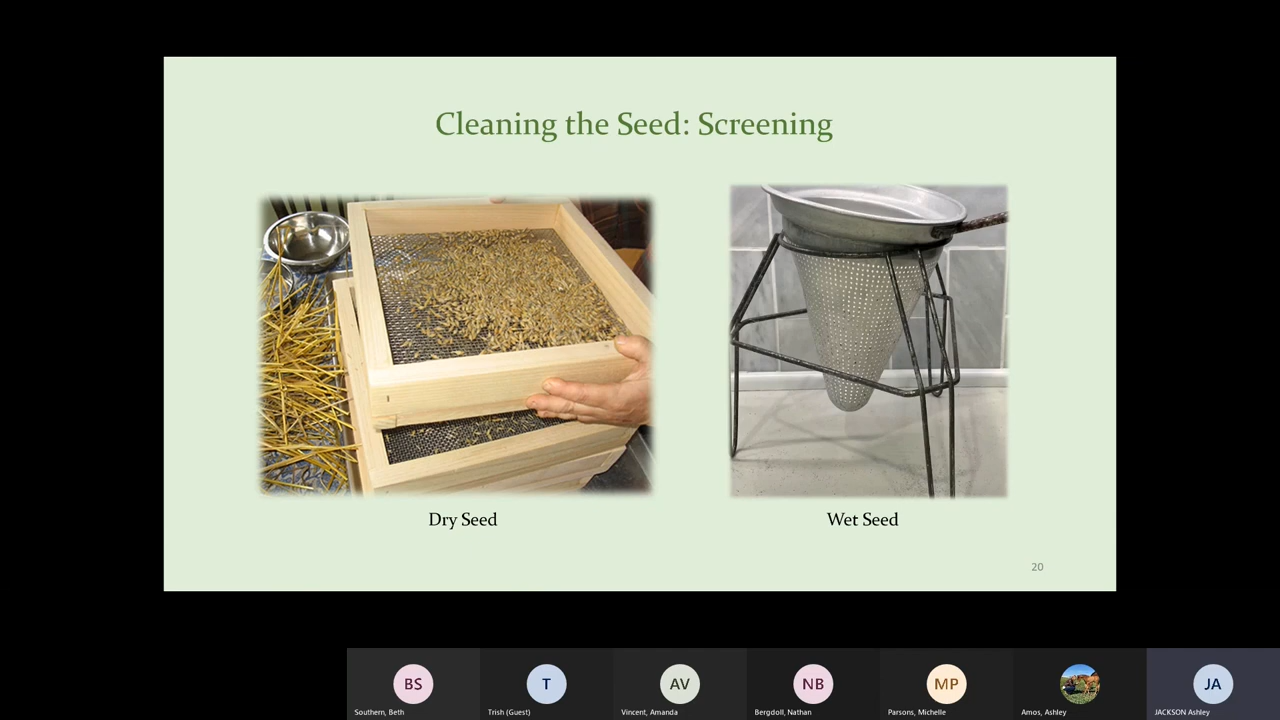 Cleaning the Seed: Screening
Dry Seed
Wet Seed
20
BS
T
AV
NB
MP
JA
Southern, Beth
Trish (Guest)
Vincent, Amanda
Bergdoll, Nathan
Parsons, Michelle
Amos, Ashley
JACKSON Ashley